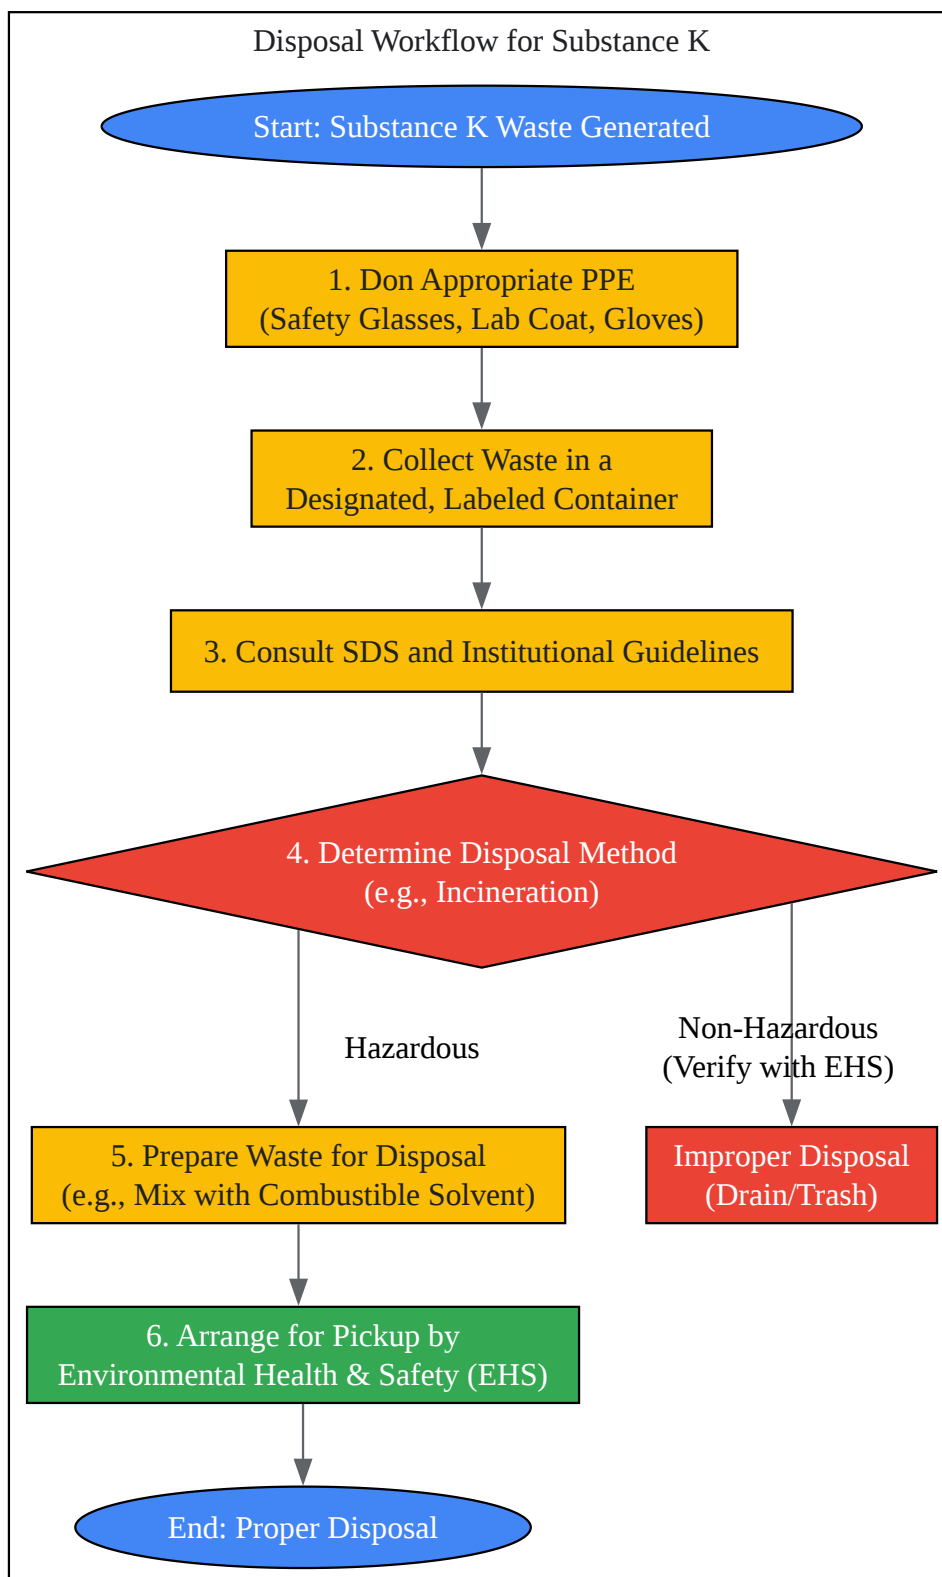 Disposal Workflow for Substance K
Start: Substance K Waste Generated
1. Don Appropriate PPE
(Safety Glasses, Lab Coat, Gloves)
2. Collect Waste in a
Designated, Labeled Container
3. Consult SDS and Institutional Guidelines
4. Determine Disposal Method
(e.g., Incineration)
Hazardous
Non-Hazardous
(Verify with EHS)
5. Prepare Waste for Disposal
(e.g., Mix with Combustible Solvent)
Improper Disposal
(Drain/Trash)
6. Arrange for Pickup by
Environmental Health & Safety (EHS)
End: Proper Disposal